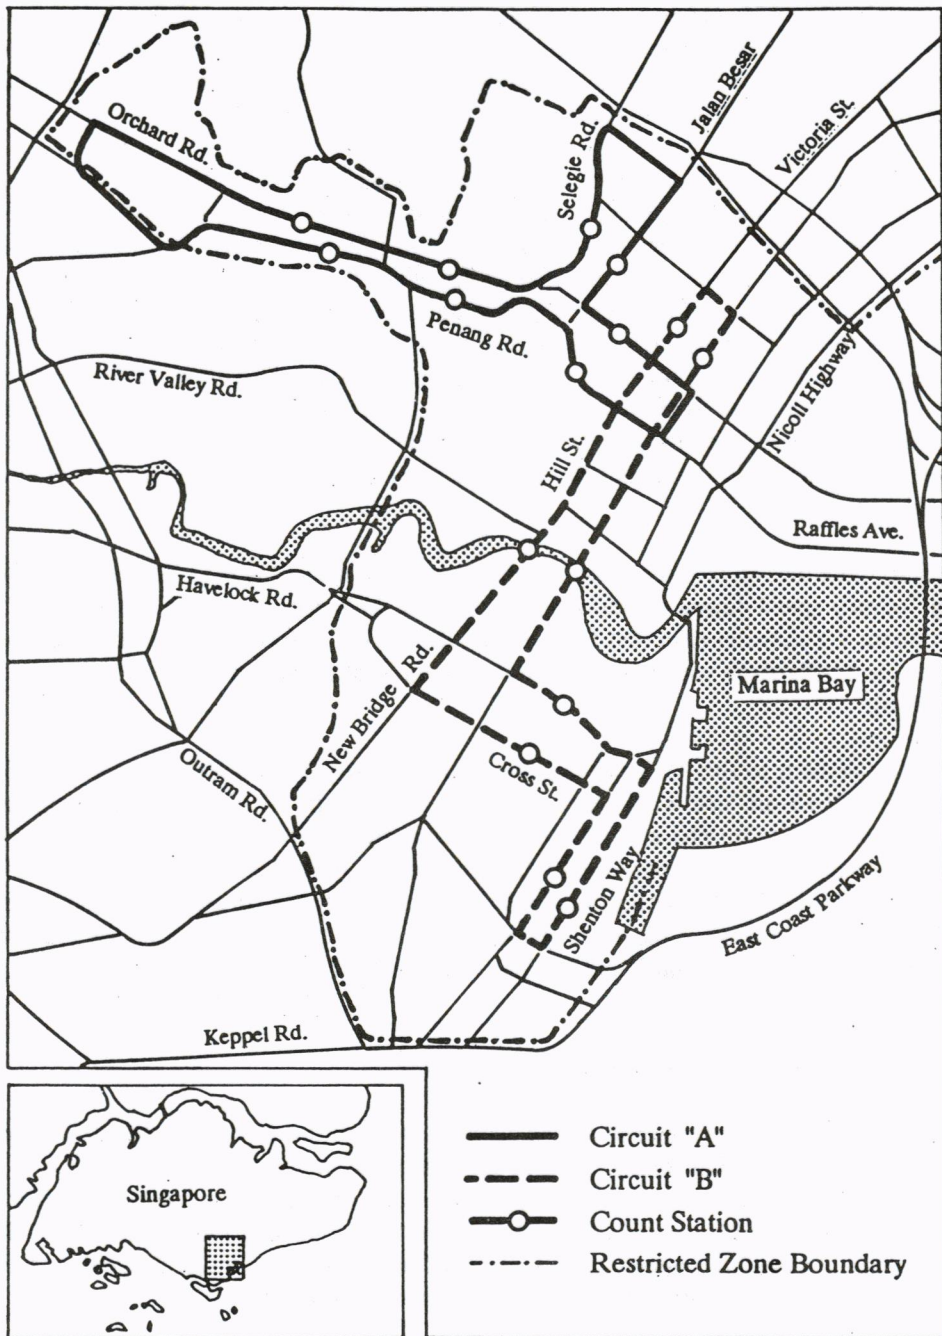 Orchard Rd.
Selegie Rd.
Jalan Besar
Victoria St.
Penang Rd.
River Valley Rd.
Nicoll Highway
Hill St.
Raffles Ave.
Havelock Rd.
New Bridge Rd.
Marina Bay
Cross St.
Outram Rd.
Shenton Way
East Coast Parkway
Keppel Rd.
Singapore
Circuit "A"
Circuit "B"
Count Station
Restricted Zone Boundary